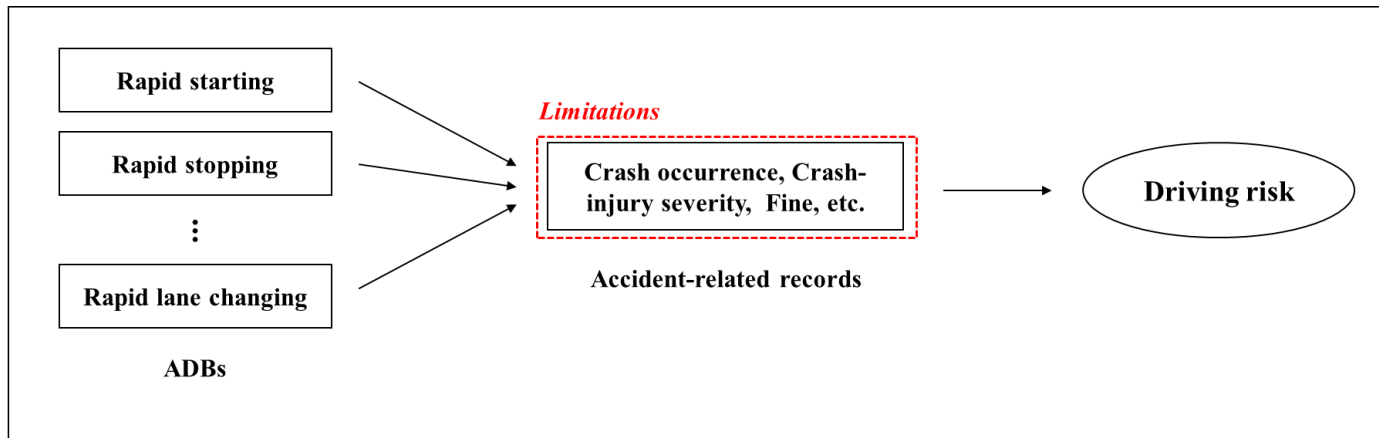 Rapid starting
Rapid stopping
⋮
Rapid lane changing
ADBs
Limitations
Crash occurrence, Crash-
injury severity, Fine, etc.
Accident-related records
Driving risk